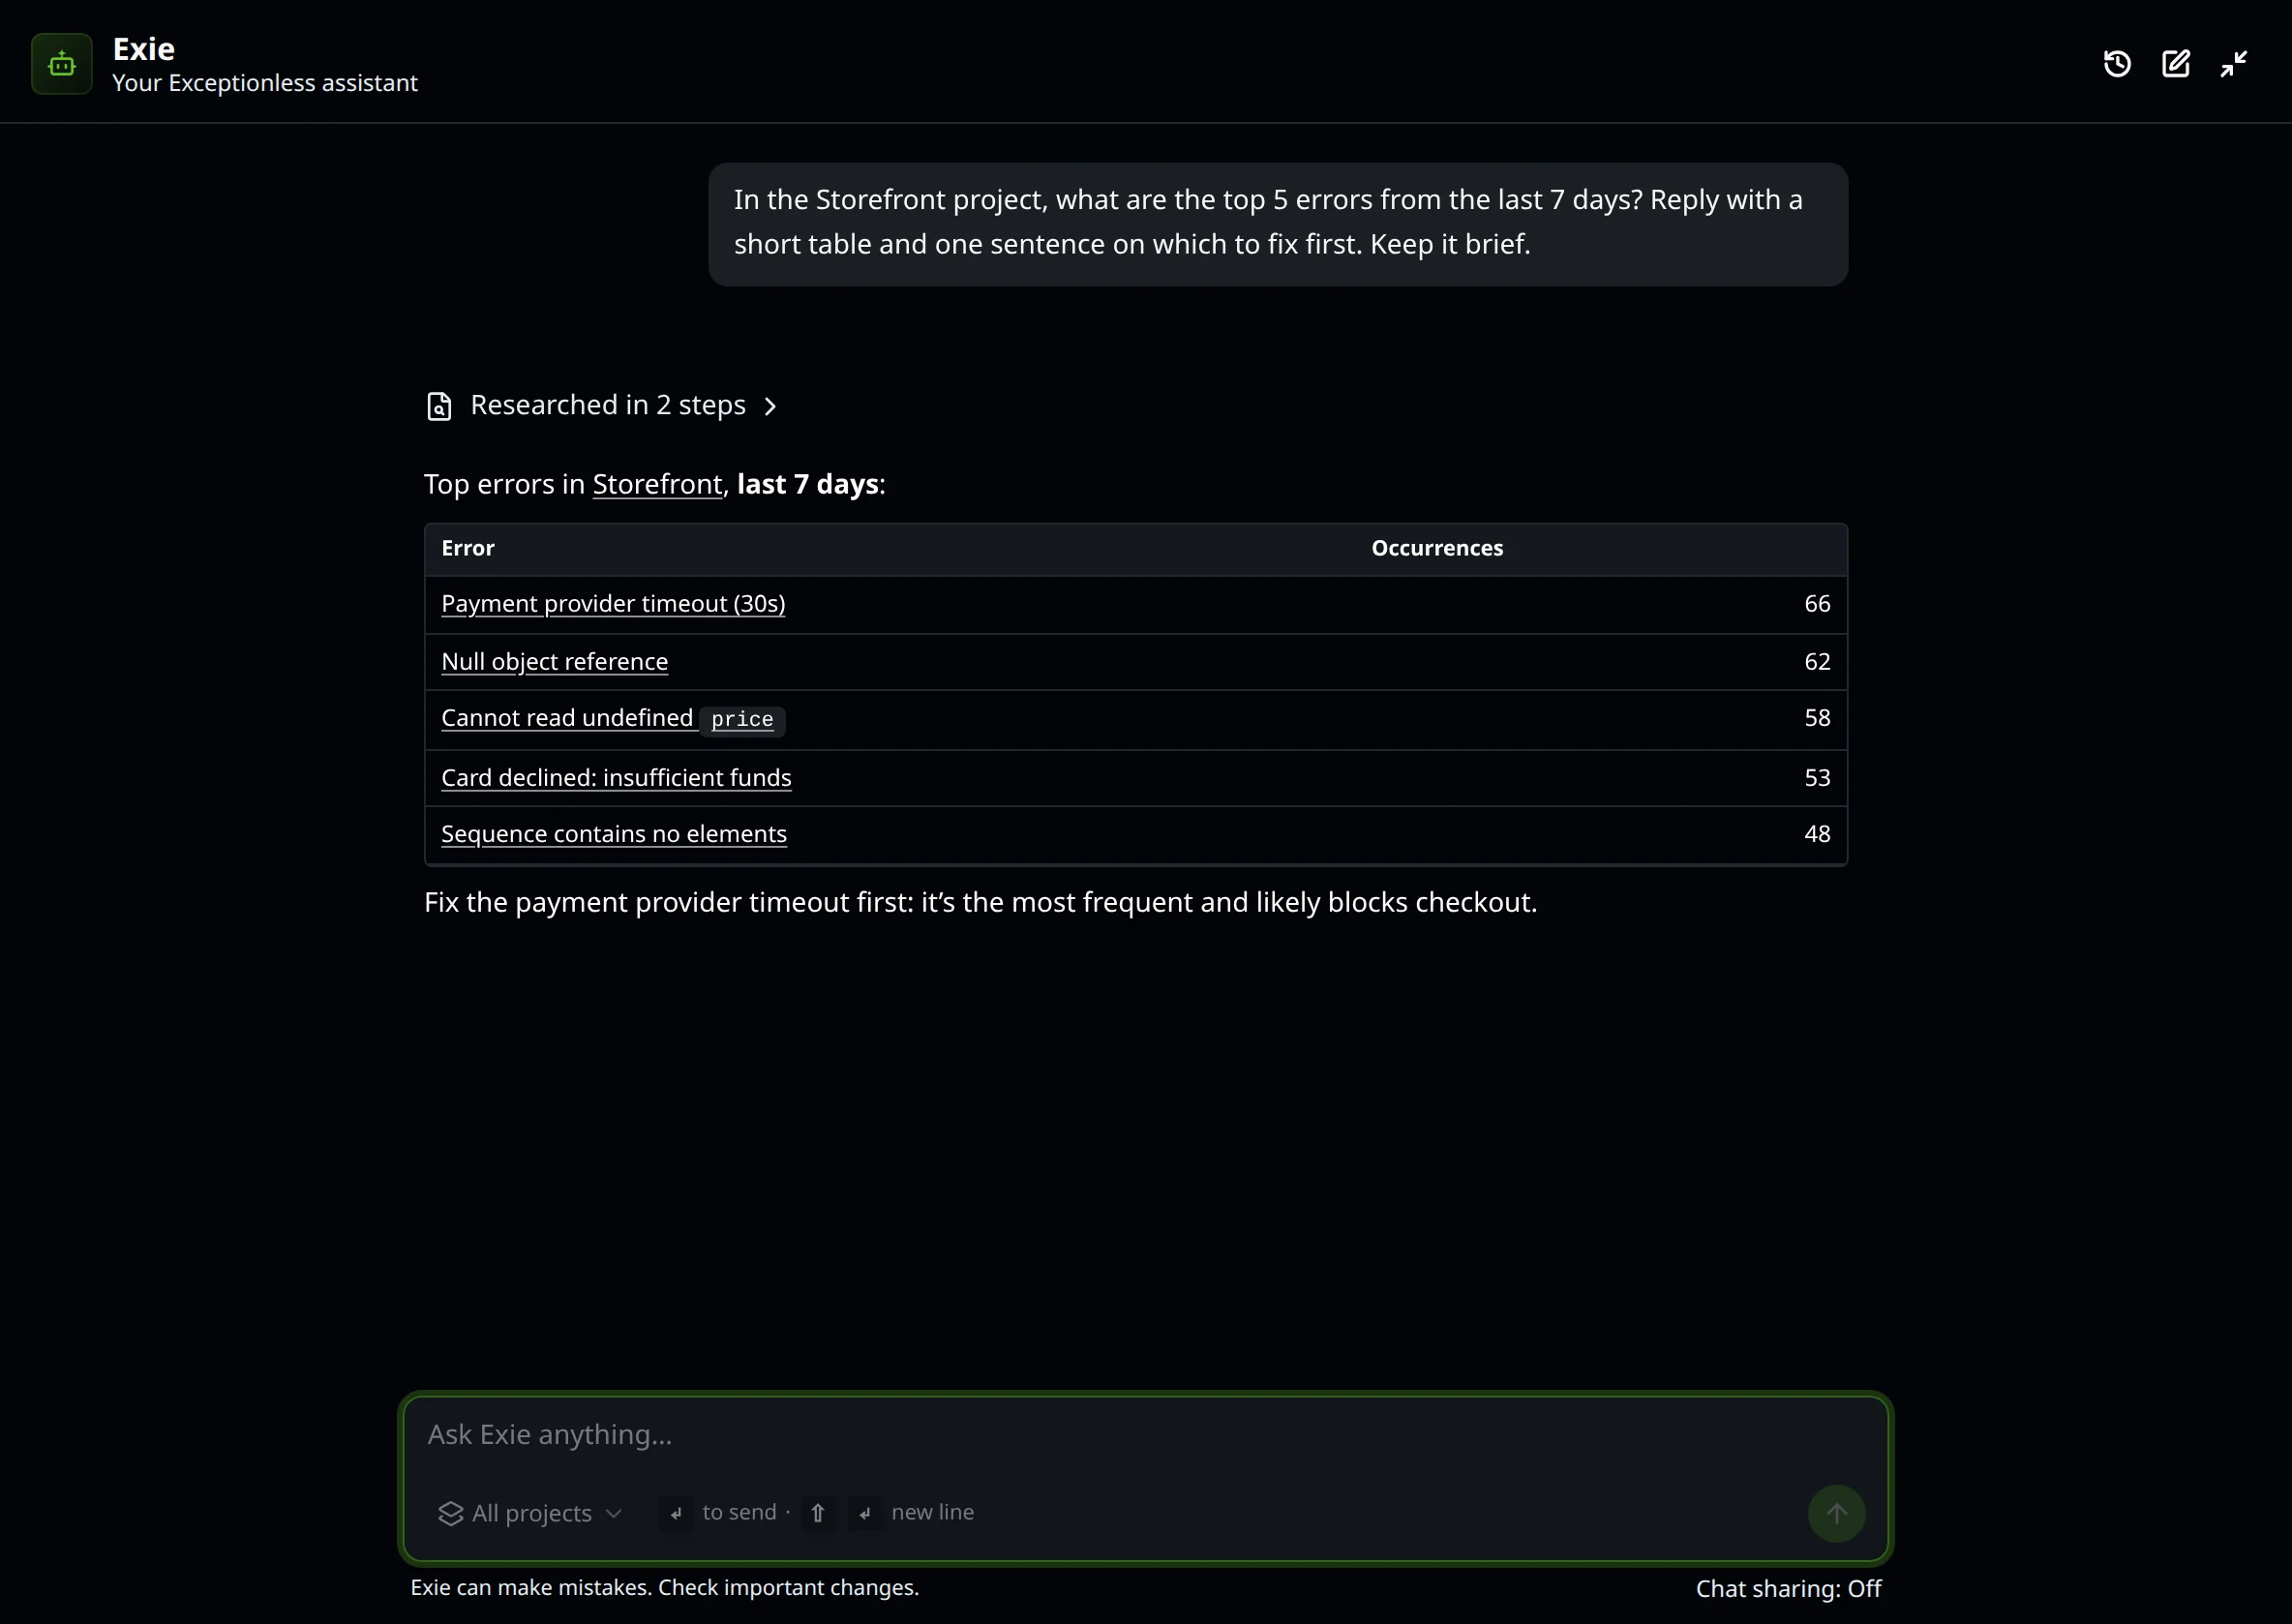 Exie
Your Exceptionless assistant
In the Storefront project, what are the top 5 errors from the last 7 days? Reply with a
short table and one sentence on which to fix first. Keep it brief.
Researched in 2 steps
Top errors in Storefront, last 7 days:
Error Occurrences
Payment provider timeout (30s) 66
Null object reference 62
Cannot read undefined price 58
Card declined: insufficient funds 53
Sequence contains no elements 48
Fix the payment provider timeout first: it’s the most frequent and likely blocks checkout.
Ask Exie anything...
All projects ↲ to send · ⇧ ↲ new line
Exie can make mistakes. Check important changes. Chat sharing: Off